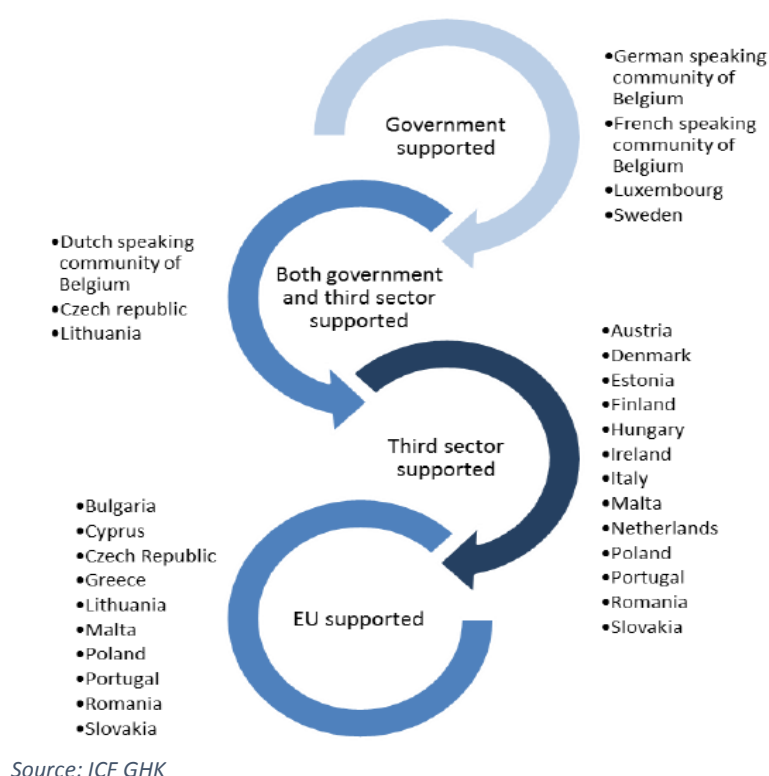 Government
supported
•German speaking
community of
Belgium
•French speaking
community of
Belgium
•Luxembourg
•Sweden
•Dutch speaking
community of
Belgium
•Czech republic
•Lithuania
Both government
and third sector
supported
Third sector
supported
•Austria
•Denmark
•Estonia
•Finland
•Hungary
•Ireland
•Italy
•Malta
•Netherlands
•Poland
•Portugal
•Romania
•Slovakia
•Bulgaria
•Cyprus
•Czech Republic
•Greece
•Lithuania
•Malta
•Poland
•Portugal
•Romania
•Slovakia
EU supported
Source: ICF GHK